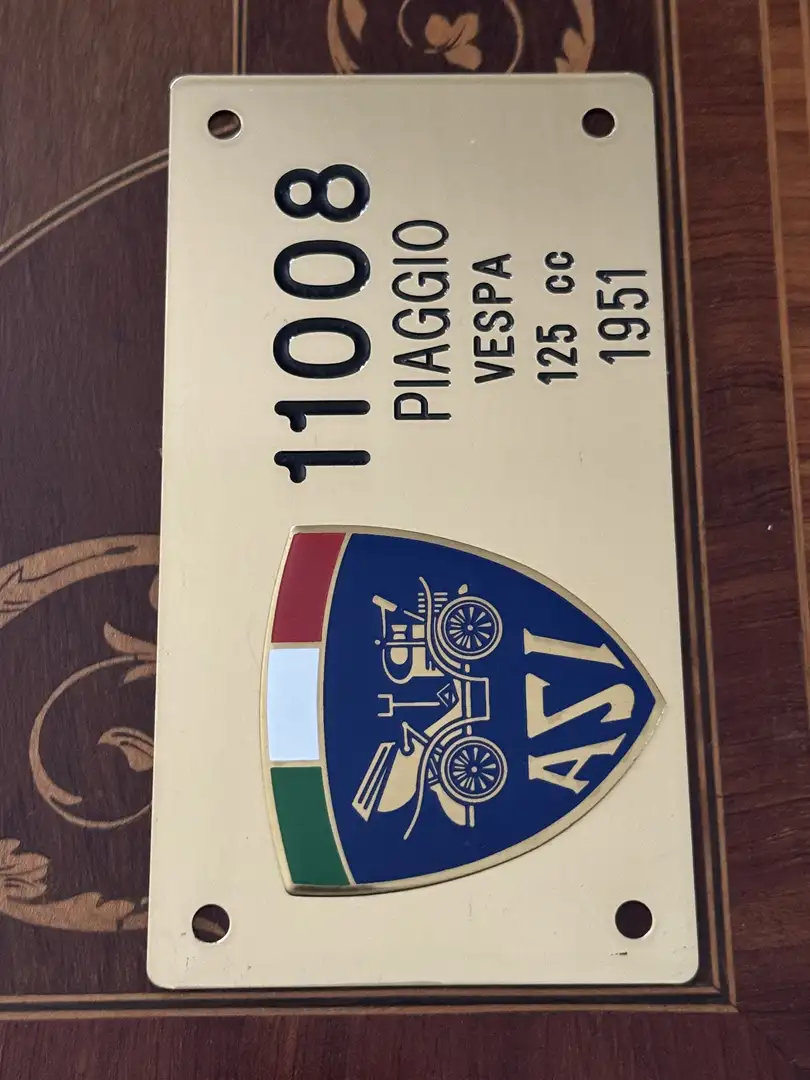 ASI
11008
PIAGGIO
VESPA
125 cc
1951